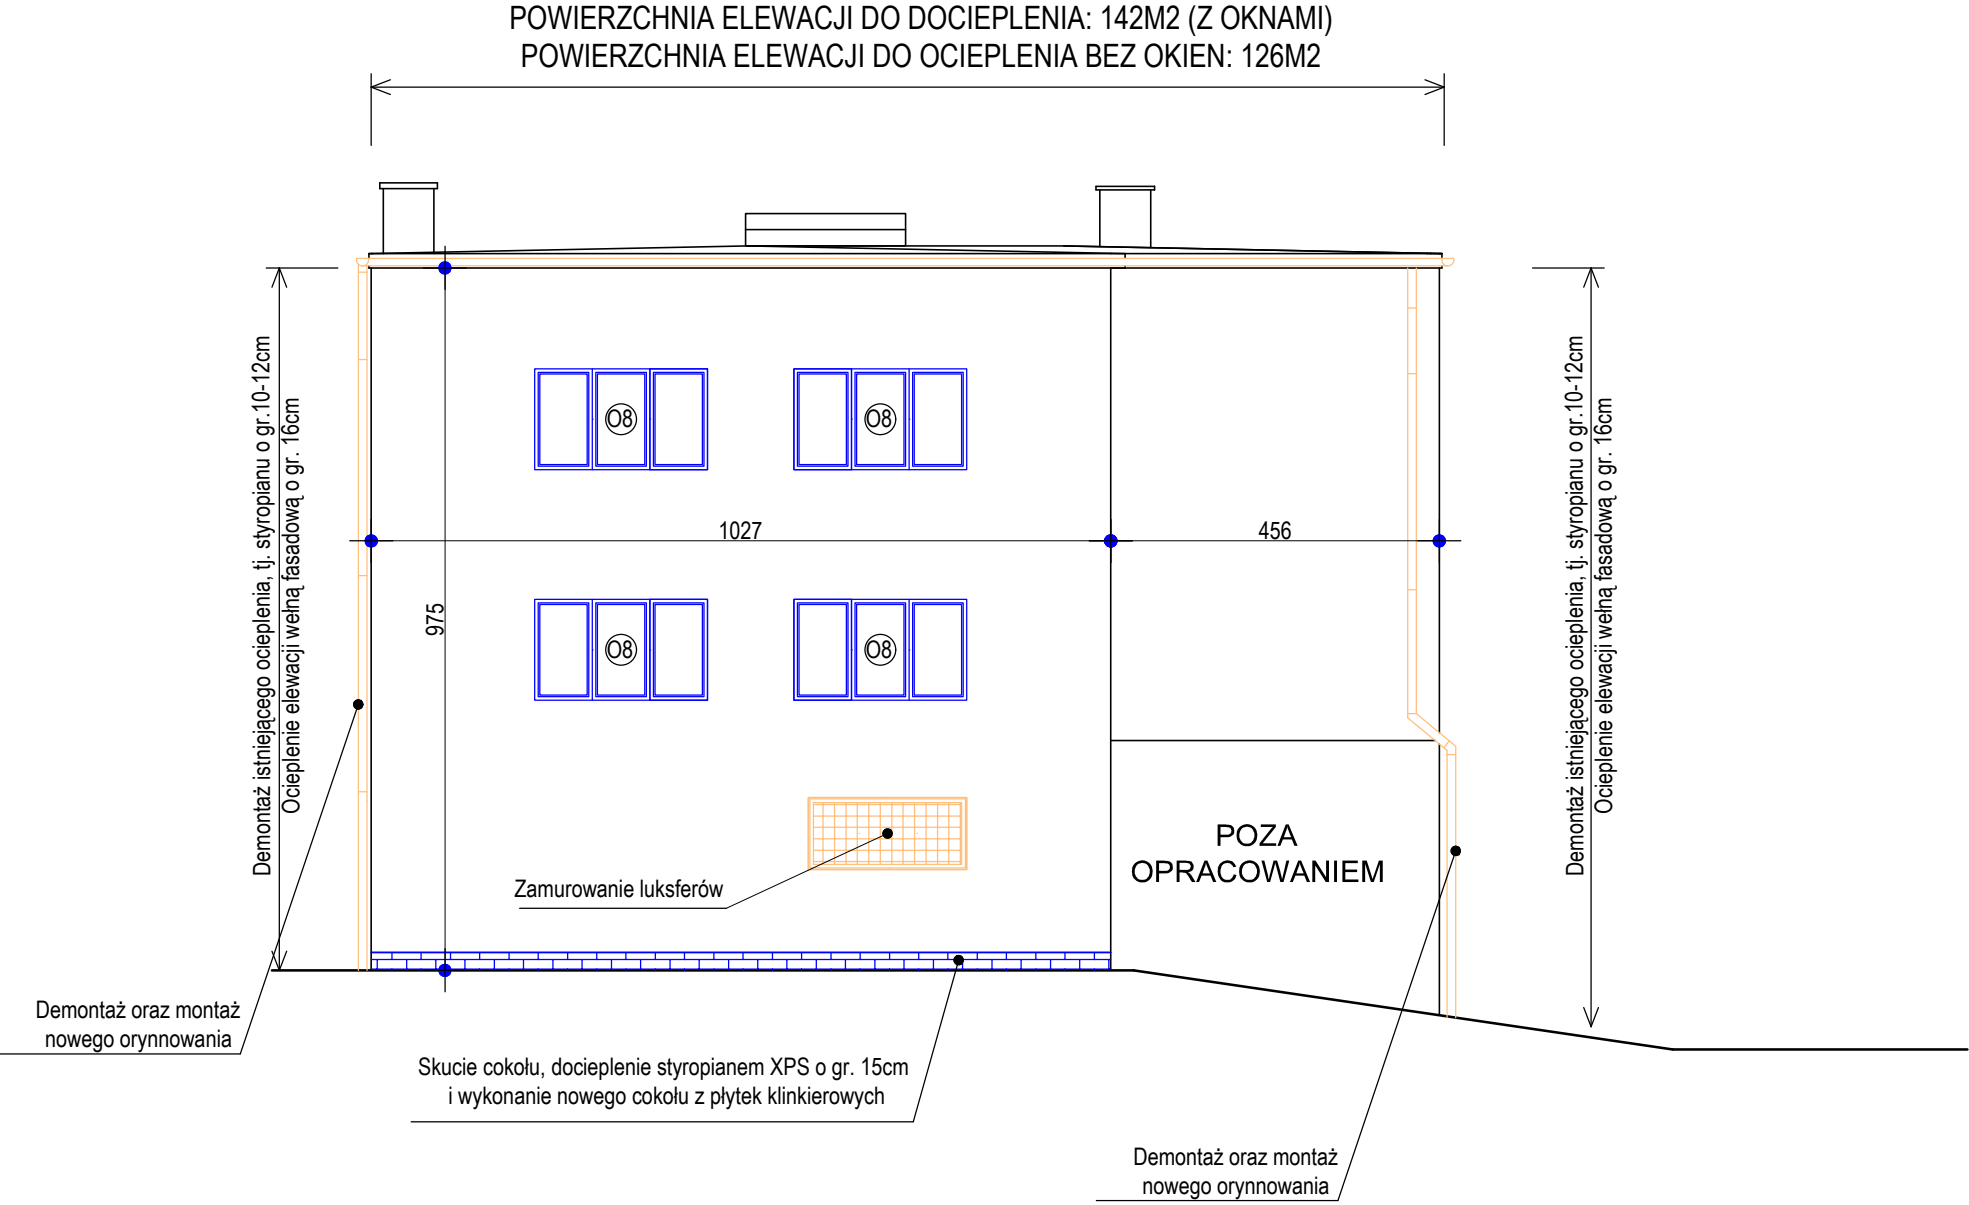 POWIERZCHNIA ELEWACJI DO DOCIEPLENIA: 142M2 (Z OKNAMI)
POWIERZCHNIA ELEWACJI DO OCIEPLENIA BEZ OKIEN: 126M2
Demontaż istniejącego ocieplenia, tj. styropianu o gr.10-12cm
Ocieplenie elewacji wełną fasadową o gr. 16cm
O8
O8
1027
456
975
O8
O8
Zamurowanie luksferów
POZA
OPRACOWANIEM
Demontaż istniejącego ocieplenia, tj. styropianu o gr.10-12cm
Ocieplenie elewacji wełną fasadową o gr. 16cm
Demontaż oraz montaż
nowego orynnowania
Skucie cokołu, docieplenie styropianem XPS o gr. 15cm
i wykonanie nowego cokołu z płytek klinkierowych
Demontaż oraz montaż
nowego orynnowania